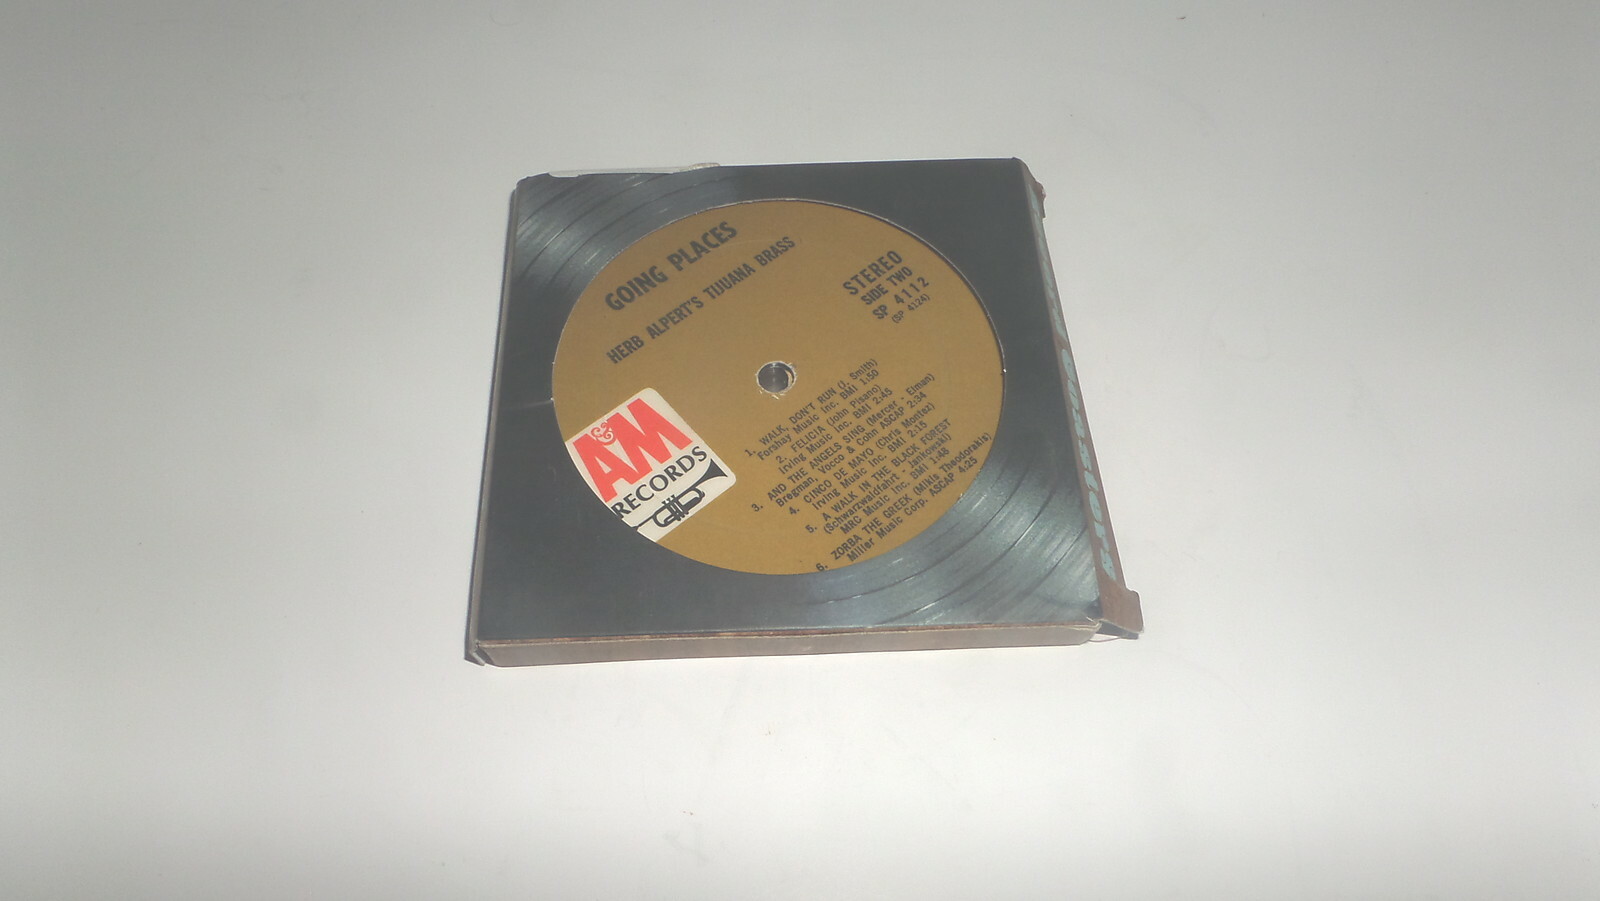 GOING PLACES
HERB ALPERT'S TIJUANA BRASS
STEREO
SIDE TWO
SP 4112
(SP 4124)
A&M
RECORDS
1. WALK, DON'T RUN (J. Smith)
Forshay Music Inc. BMI 1:50
2. FELICIA (John Pisano)
Irving Music Inc. BMI 2:45
3. AND THE ANGELS SING (Mercer - Elman)
Bregman, Vocco & Cohn ASCAP 2:34
4. CINCO DE MAYO (Chris Montez)
Irving Music Inc. BMI 2:15
5. A WALK IN THE BLACK FOREST
(Schwarzwaldfahrt - Jankowski)
MRC Music Inc. BMI 1:48
6. ZORBA THE GREEK (Mikis Theodorakis)
Miller Music Corp. ASCAP 4:25